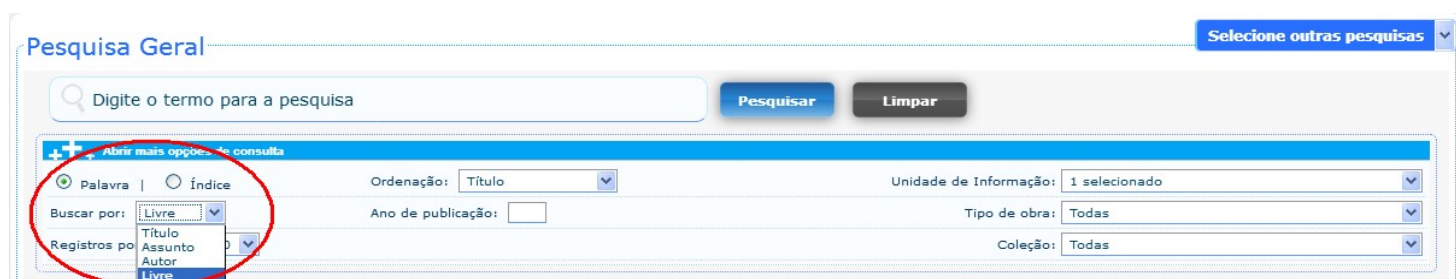 Selecione outras pesquisas
Pesquisa Geral
Digite o termo para a pesquisa
Pesquisar
Limpar
Abrir mais opções de consulta
Palavra | Índice Ordenação: Título Unidade de Informação: 1 selecionado
Buscar por: Livre Ano de publicação: Tipo de obra: Todas
Registros Coleção: Todas
Título
Assunto
Autor
Livre